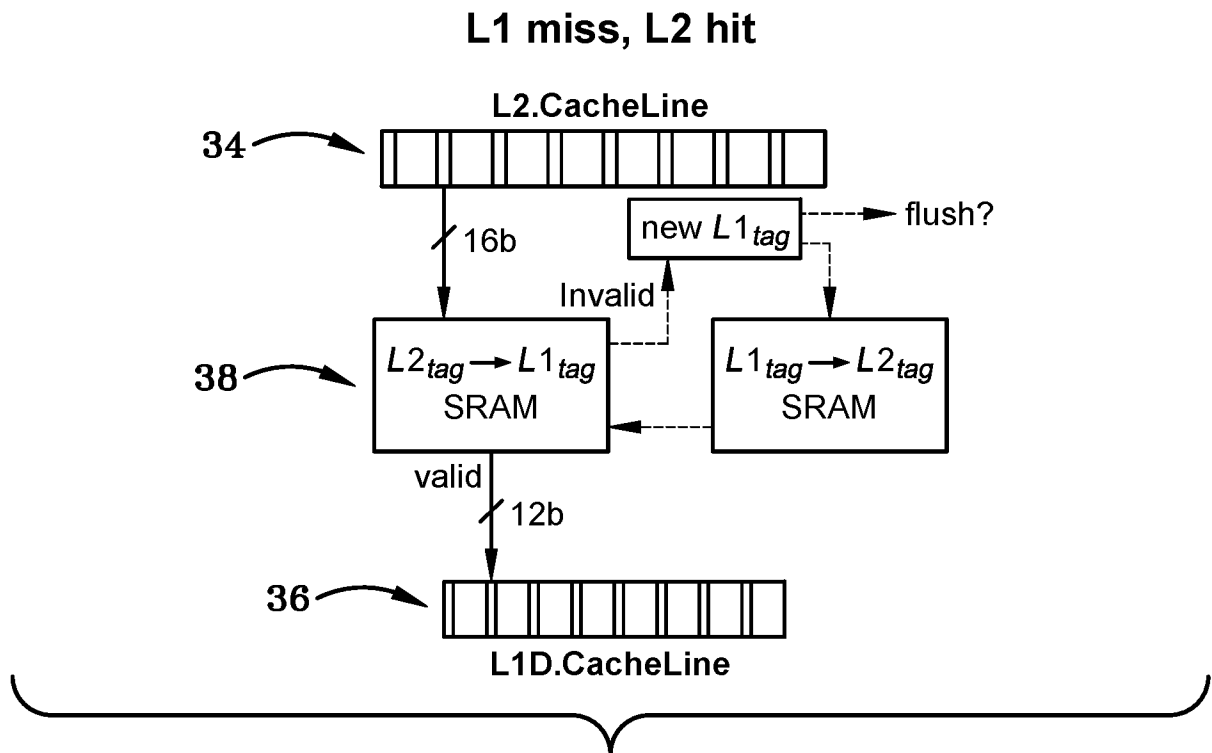 L1 miss, L2 hit
L2.CacheLine
34
16b
new L1tag
flush?
Invalid
38
L2tag → L1tag
SRAM
L1tag → L2tag
SRAM
valid
12b
36
L1D.CacheLine